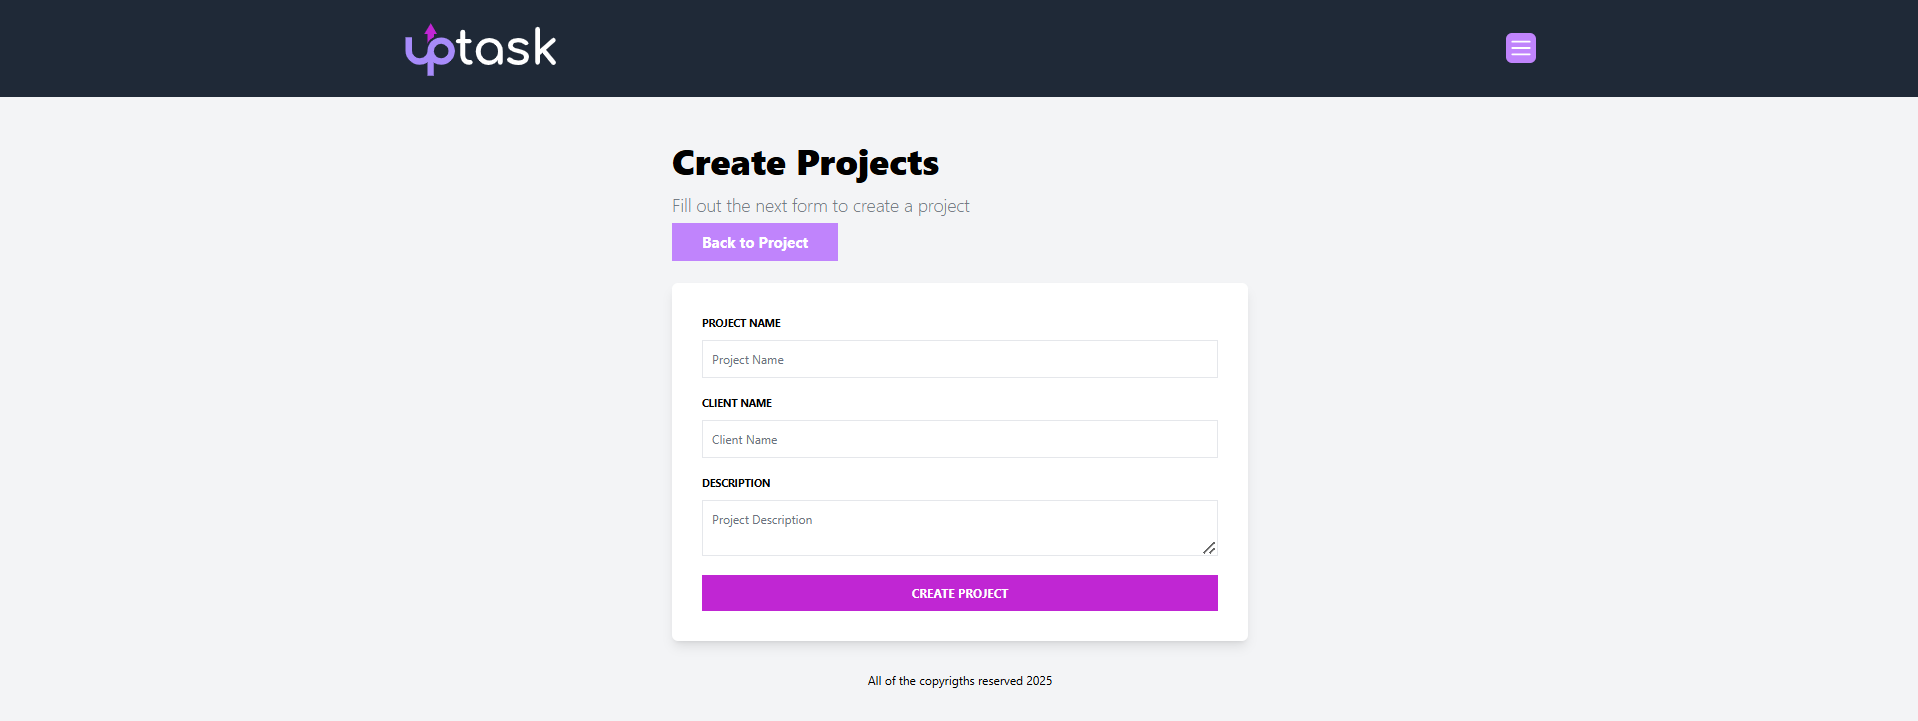 uptask
Create Projects
Fill out the next form to create a project
Back to Project
PROJECT NAME
Project Name
CLIENT NAME
Client Name
DESCRIPTION
Project Description
CREATE PROJECT
All of the copyrigths reserved 2025